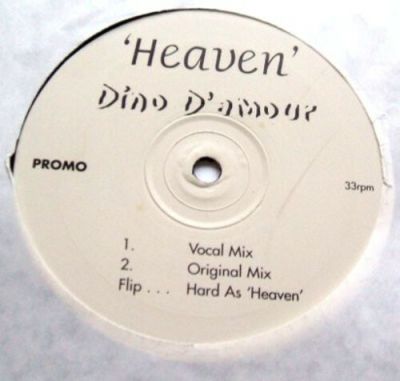 'Heaven'
Dino D'amour
PROMO
33rpm
1. Vocal Mix
2. Original Mix
Flip . . . Hard As 'Heaven'